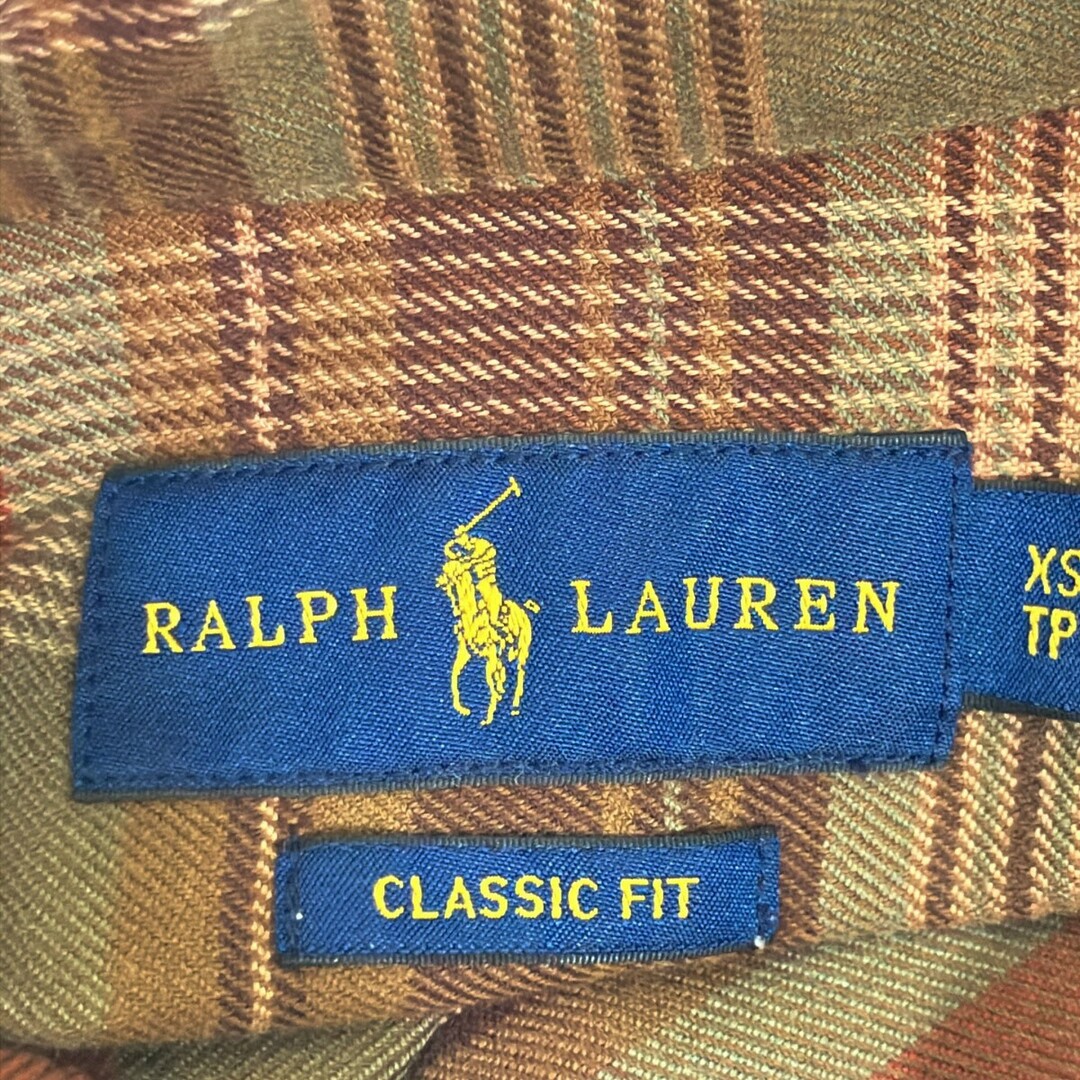 RALPH LAUREN
XS
TP
CLASSIC FIT